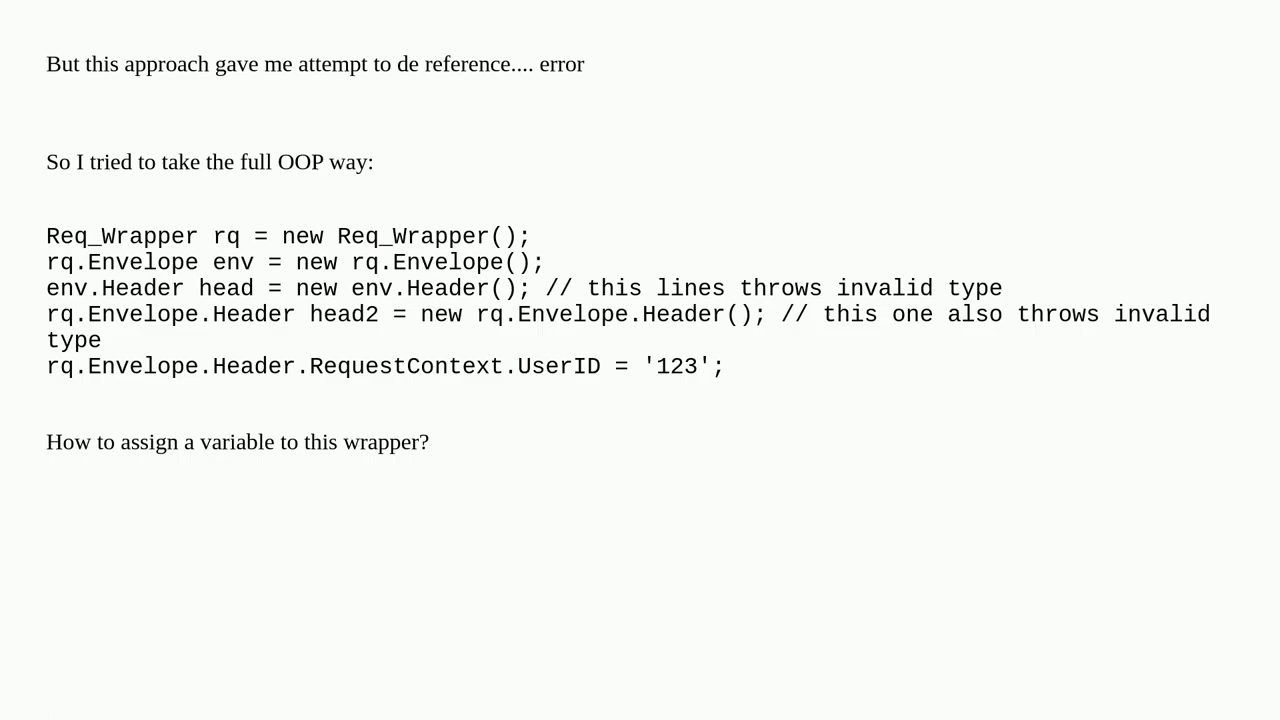 But this approach gave me attempt to de reference.... error
So I tried to take the full OOP way:
Req_Wrapper rq = new Req_Wrapper();
rq.Envelope env = new rq.Envelope();
env.Header head = new env.Header(); // this lines throws invalid type
rq.Envelope.Header head2 = new rq.Envelope.Header(); // this one also throws invalid
type
rq.Envelope.Header.RequestContext.UserID = '123';
How to assign a variable to this wrapper?